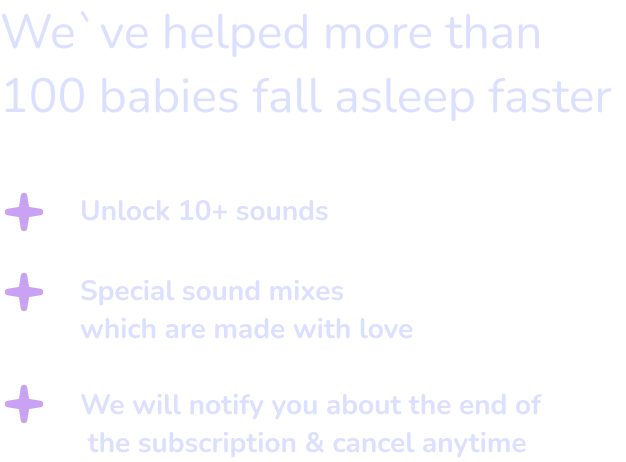 We`ve helped more than
100 babies fall asleep faster
Unlock 10+ sounds
Special sound mixes
which are made with love
We will notify you about the end of
the subscription & cancel anytime